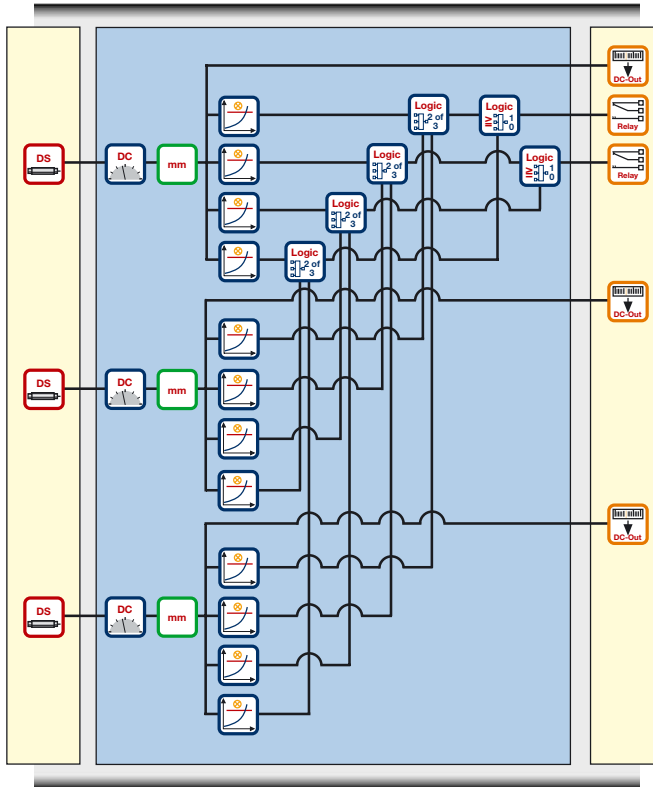 DC-Out
Logic
2 of
3
Logic
≥
1
0
Relay
DS
DC
mm
Logic
2 of
3
Logic
≥
1
0
Relay
Logic
2 of
3
Logic
2 of
3
DC-Out
DS
DC
mm
DC-Out
DS
DC
mm